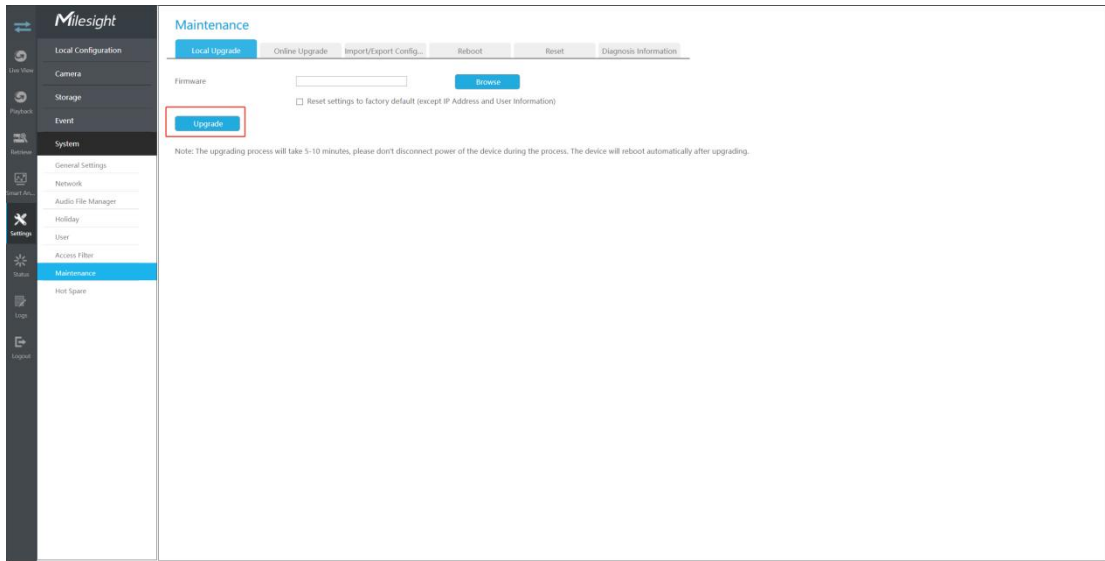 Milesight
Live View
Playback
Retrieve
Smart An...
Settings
Status
Logs
Logout
Local Configuration
Camera
Storage
Event
System
General Settings
Network
Audio File Manager
Holiday
User
Access Filter
Maintenance
Hot Spare
Maintenance
Local Upgrade Online Upgrade Import/Export Config... Reboot Reset Diagnosis Information
Firmware Browse
Reset settings to factory default (except IP Address and User Information)
Upgrade
Note: The upgrading process will take 5-10 minutes, please don't disconnect power of the device during the process. The device will reboot automatically after upgrading.